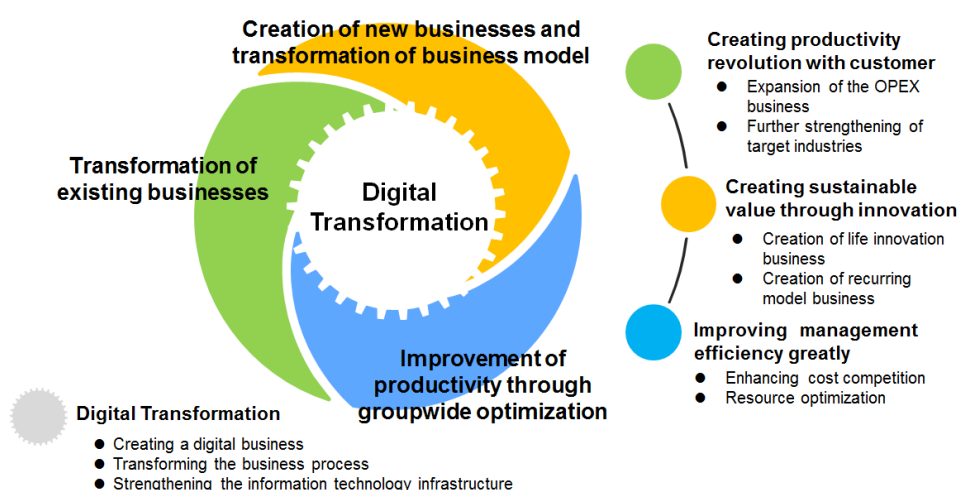 Creation of new businesses and
transformation of business model
Transformation of
existing businesses
Digital
Transformation
Improvement of
productivity through
groupwide optimization
Digital Transformation
● Creating a digital business
● Transforming the business process
● Strengthening the information technology infrastructure
Creating productivity
revolution with customer
● Expansion of the OPEX
business
● Further strengthening of
target industries
Creating sustainable
value through innovation
● Creation of life innovation
business
● Creation of recurring
model business
Improving management
efficiency greatly
● Enhancing cost competition
● Resource optimization